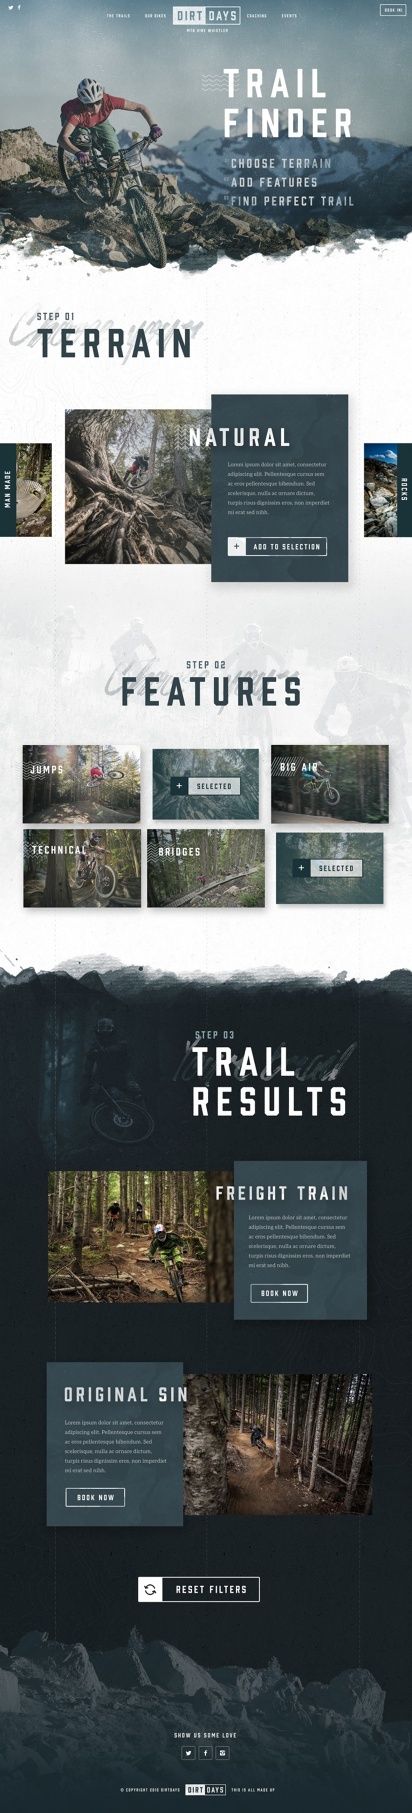 THE TRAILS OUR BIKES DIRT DAYS COACHING EVENTS BOOK IN!
MTB VIBE WHISTLER
TRAIL
FINDER
CHOOSE TERRAIN
ADD FEATURES
FIND PERFECT TRAIL
STEP 01
TERRAIN
MAN MADE
NATURAL
Lorem ipsum dolor sit amet, consectetur
adipiscing elit. Pellentesque cursus sem
ac eros pellentesque bibendum. Sed
scelerisque, nulla ac ornare dictum,
turpis risus dignissim eros, non imperdiet
mi erat sed nibh.
+ ADD TO SELECTION
ROCKS
STEP 02
FEATURES
JUMPS
+ SELECTED
BIG AIR
TECHNICAL
BRIDGES
+ SELECTED
STEP 03
TRAIL
RESULTS
FREIGHT TRAIN
Lorem ipsum dolor sit amet, consectetur
adipiscing elit. Pellentesque cursus sem
ac eros pellentesque bibendum. Sed
scelerisque, nulla ac ornare dictum,
turpis risus dignissim eros, non imperdiet
mi erat sed nibh.
BOOK NOW
ORIGINAL SIN
Lorem ipsum dolor sit amet, consectetur
adipiscing elit. Pellentesque cursus sem
ac eros pellentesque bibendum. Sed
scelerisque, nulla ac ornare dictum,
turpis risus dignissim eros, non imperdiet
mi erat sed nibh.
BOOK NOW
RESET FILTERS
SHOW US SOME LOVE
© COPYRIGHT 2015 DIRTDAYS DIRT DAYS THIS IS ALL MADE UP